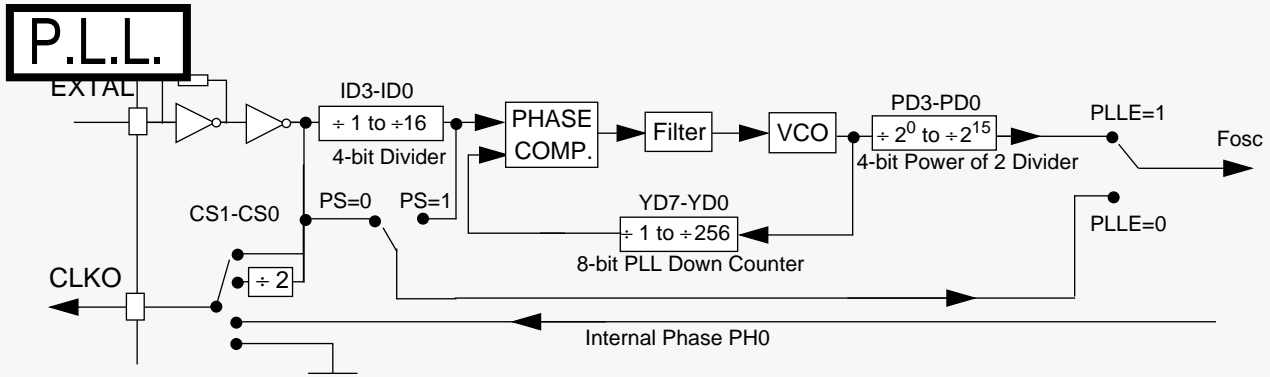 P.L.L.
EXTAL
ID3-ID0
÷ 1 to ÷16
4-bit Divider
PHASE
COMP.
Filter
VCO
PD3-PD0
÷ 2⁰ to ÷2¹⁵
4-bit Power of 2 Divider
PLLE=1
Fosc
CS1-CS0
PS=0
PS=1
YD7-YD0
÷ 1 to ÷256
8-bit PLL Down Counter
PLLE=0
CLKO
÷ 2
Internal Phase PH0